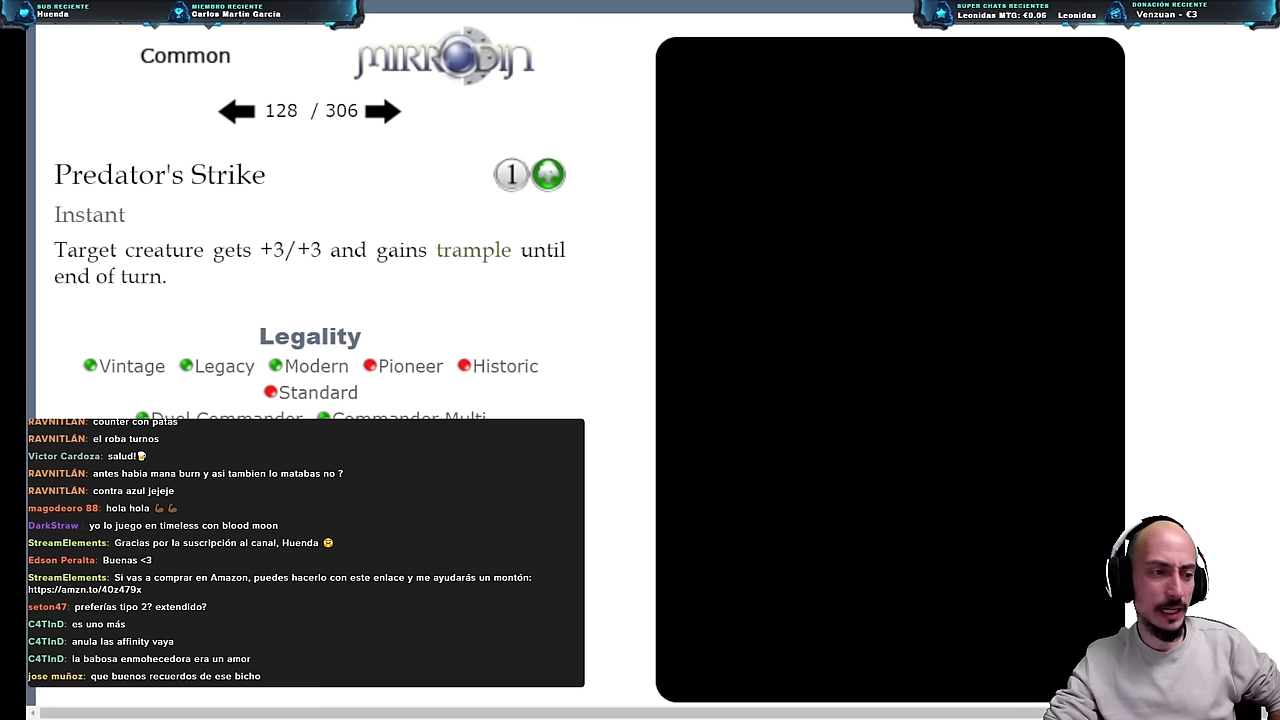 SUB RECIENTE
Huenda
MIEMBRO RECIENTE
Carlos Martin Garcia
SUPER CHATS RECIENTES
Leonidas MTG: €0.06 Leonidas
DONACIÓN RECIENTE
Venzuan - €3
Common
MIRRODIN
128 / 306
Predator's Strike
1
Instant
Target creature gets +3/+3 and gains trample until
end of turn.
Legality
Vintage Legacy Modern Pioneer Historic
Standard
Duel Commander Commander Multi
RAVNITLÁN: counter con patas
RAVNITLÁN: el roba turnos
Victor Cardoza: salud!🍺
RAVNITLÁN: antes habia mana burn y asi tambien lo matabas no ?
RAVNITLÁN: contra azul jejeje
magodeoro 88: hola hola 💪🏾💪🏾
DarkStraw : yo lo juego en timeless con blood moon
StreamElements: Gracias por la suscripción al canal, Huenda
Edson Peralta: Buenas <3
StreamElements: Si vas a comprar en Amazon, puedes hacerlo con este enlace y me ayudarás un montón:
https://amzn.to/40z479x
seton47: preferías tipo 2? extendido?
C4TInD: es uno más
C4TInD: anula las affinity vaya
C4TInD: la babosa enmohecedora era un amor
jose muñoz: que buenos recuerdos de ese bicho